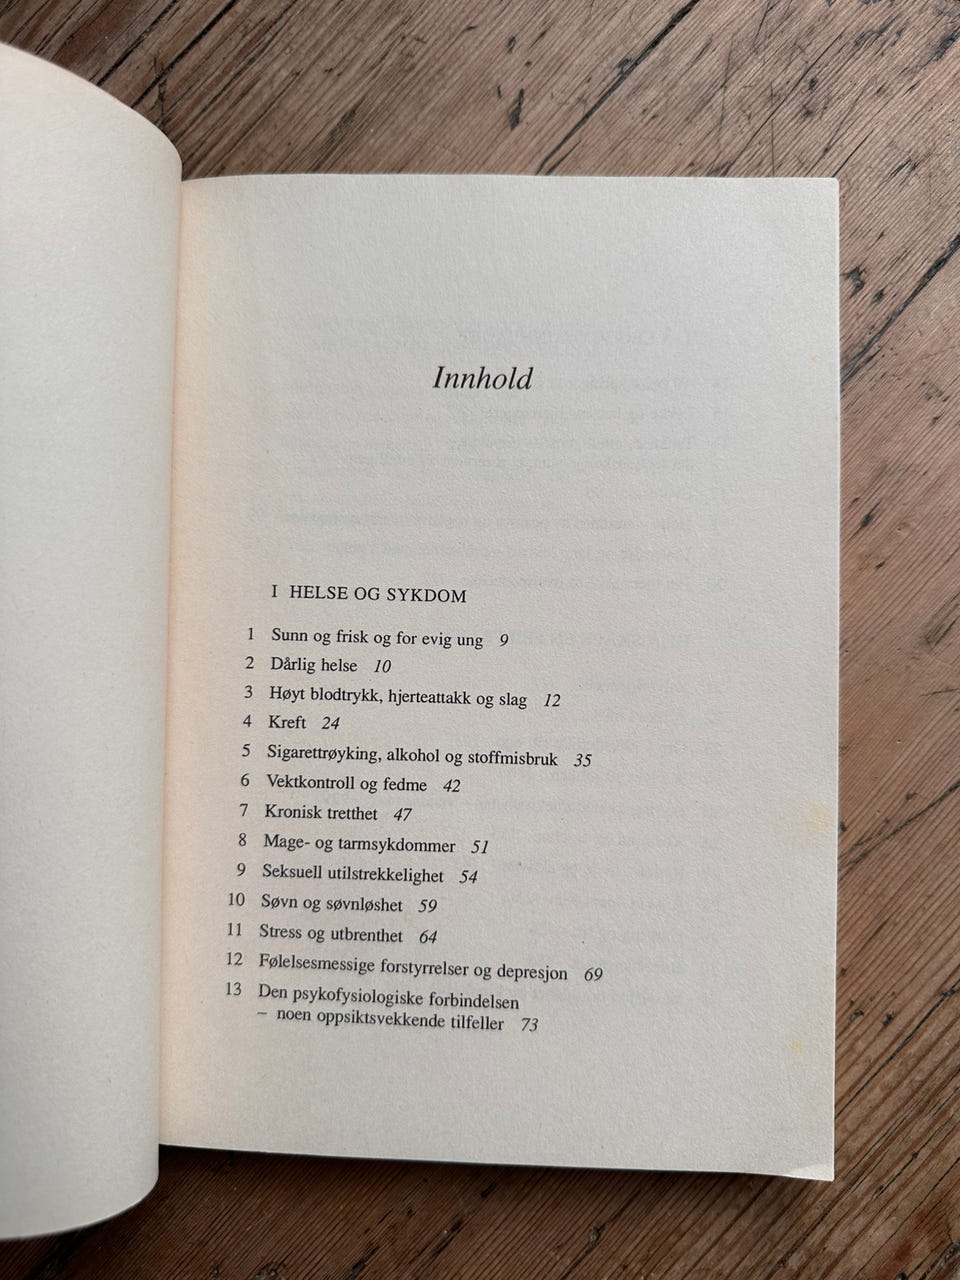 Innhold
I HELSE OG SYKDOM
1 Sunn og frisk og for evig ung 9
2 Dårlig helse 10
3 Høyt blodtrykk, hjerteattakk og slag 12
4 Kreft 24
5 Sigarettrøyking, alkohol og stoffmisbruk 35
6 Vektkontroll og fedme 42
7 Kronisk tretthet 47
8 Mage- og tarmsykdommer 51
9 Seksuell utilstrekkelighet 54
10 Søvn og søvnløshet 59
11 Stress og utbrenthet 64
12 Følelsesmessige forstyrrelser og depresjon 69
13 Den psykofysiologiske forbindelsen
– noen oppsiktsvekkende tilfeller 73